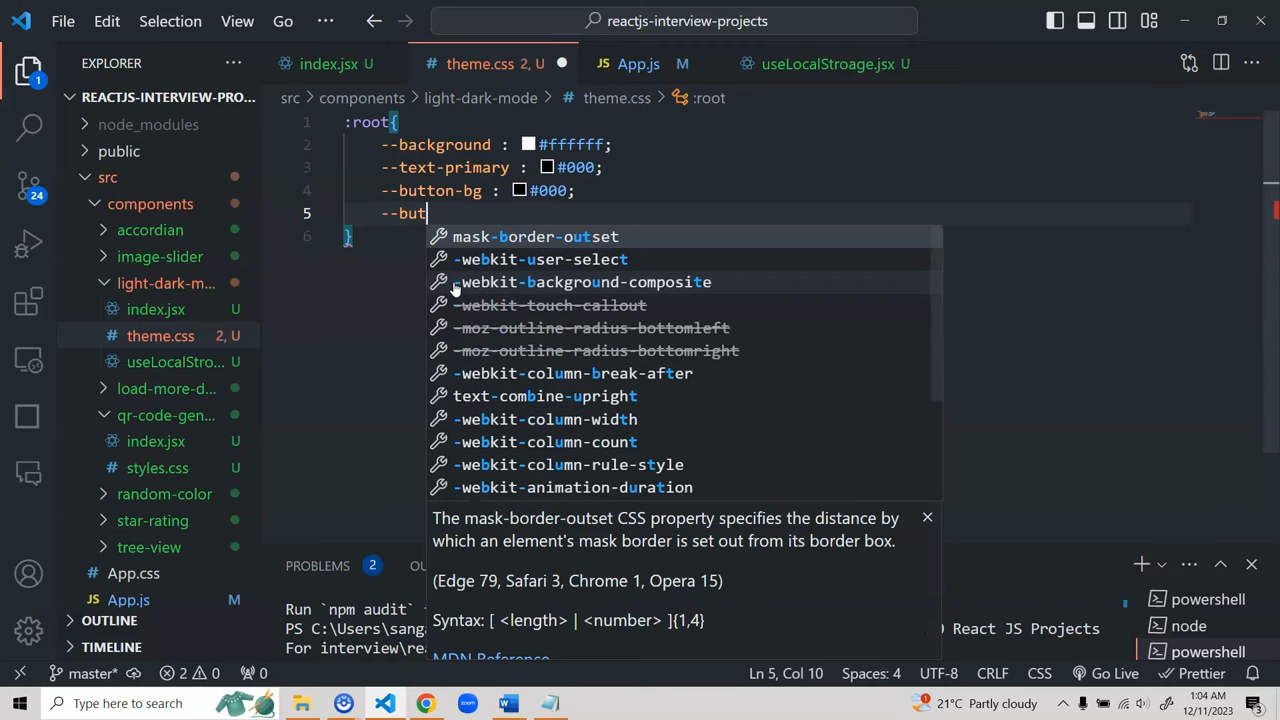 File Edit Selection View Go ··· reactjs-interview-projects
EXPLORER ···
index.jsx U theme.css 2, U App.js M useLocalStroage.jsx U
src > components > light-dark-mode > # theme.css > :root
1 :root{
2 --background : #ffffff;
3 --text-primary : #000;
4 --button-bg : #000;
5 --but
6 }
REACTJS-INTERVIEW-PRO...
node_modules
public
src
components
accordian
image-slider
light-dark-m...
index.jsx U
# theme.css 2, U
useLocalStro... U
load-more-d...
qr-code-gen...
index.jsx U
# styles.css U
random-color
star-rating
tree-view
# App.css
JS App.js M
OUTLINE
TIMELINE
1
24
mask-border-outset
-webkit-user-select
-webkit-background-composite
-webkit-touch-callout
-moz-outline-radius-bottomleft
-moz-outline-radius-bottomright
-webkit-column-break-after
text-combine-upright
-webkit-column-width
-webkit-column-count
-webkit-column-rule-style
-webkit-animation-duration
The mask-border-outset CSS property specifies the distance by
which an element's mask border is set out from its border box.
(Edge 79, Safari 3, Chrome 1, Opera 15)
Syntax: [ <length> | <number> ]{1,4}
MDN Reference
PROBLEMS 2 OU
Run `npm audit`
PS C:\Users\sanga
For interview\rea
0 React JS Projects
powershell
node
powershell
master* 2 0 0 Ln 5, Col 10 Spaces: 4 UTF-8 CRLF CSS Go Live Prettier
Type here to search 21°C Partly cloudy 1:04 AM
12/11/2023 3